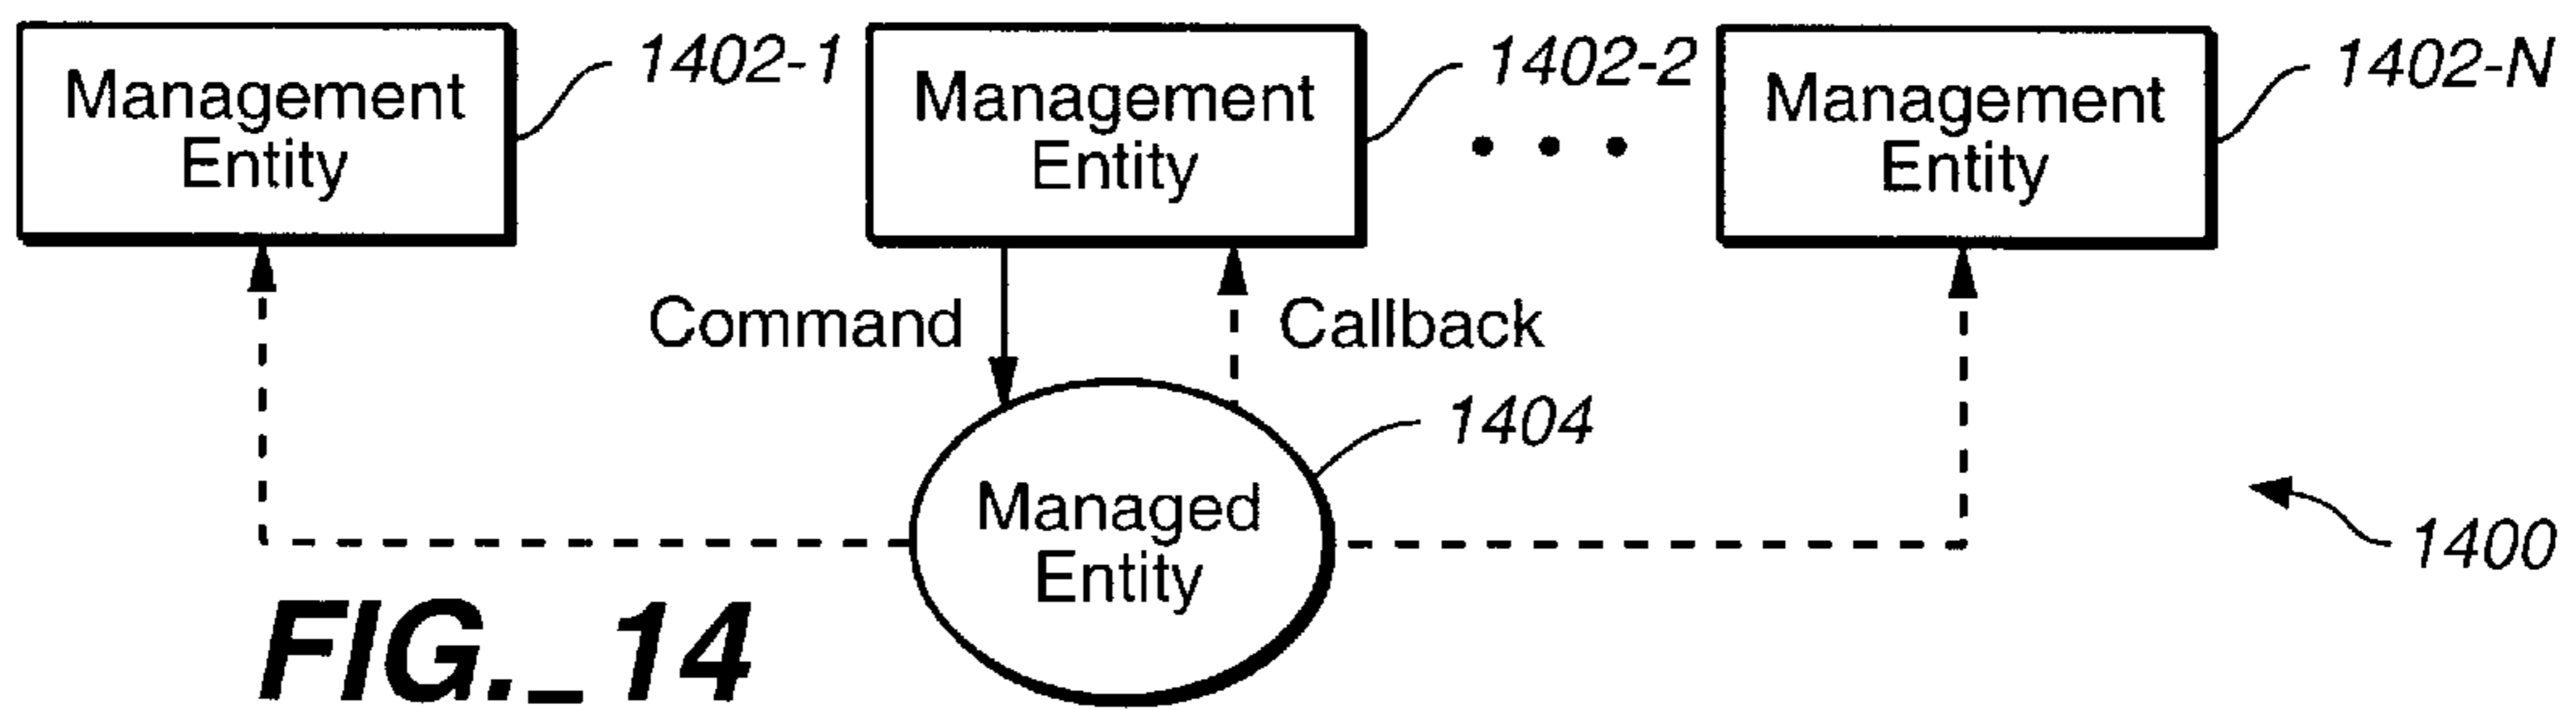 Management
Entity
1402-1
Management
Entity
1402-2
Management
Entity
1402-N
Command
Callback
1404
Managed
Entity
1400
FIG._14